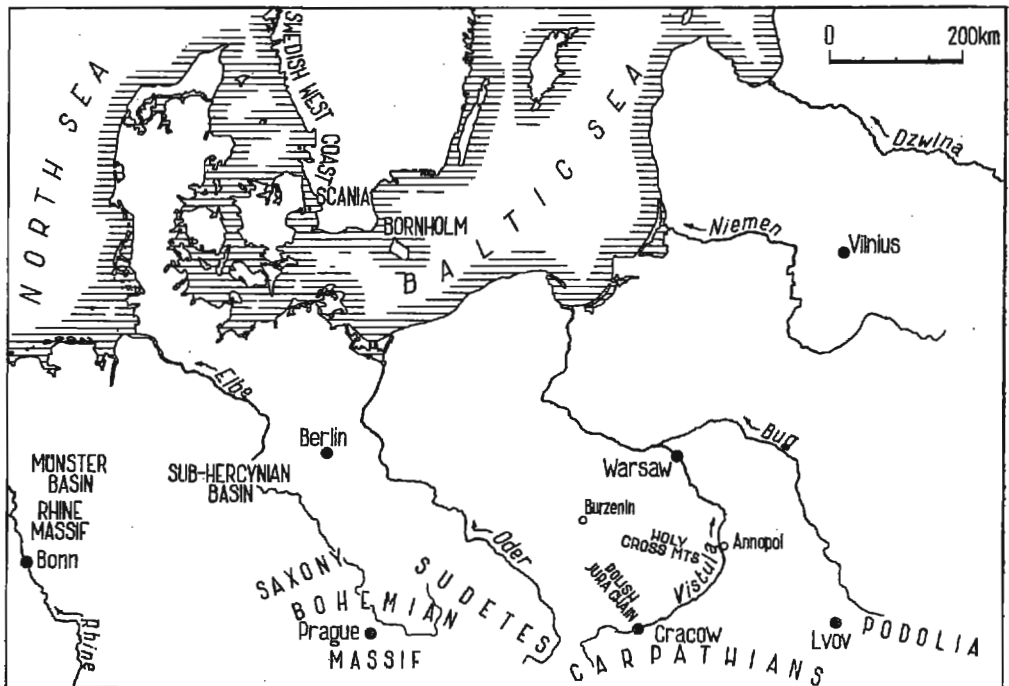 0 200km
NORTH SEA
SWEDISH WEST COAST
SCANIA
BORNHOLM
BALTIC SEA
Dzwina
Niemen
Vilnius
Elbe
Berlin
MÜNSTER
BASIN
RHINE
MASSIF
Bonn
Rhine
SUB-HERCYNIAN
BASIN
Oder
Warsaw
Bug
Burzenin
HOLY
CROSS MTS
Annopol
Vistula
POLISH
JURA CHAIN
SAXONY
SUDETES
BOHEMIAN
MASSIF
Prague
Cracow
CARPATHIANS
Lvov
PODOLIA